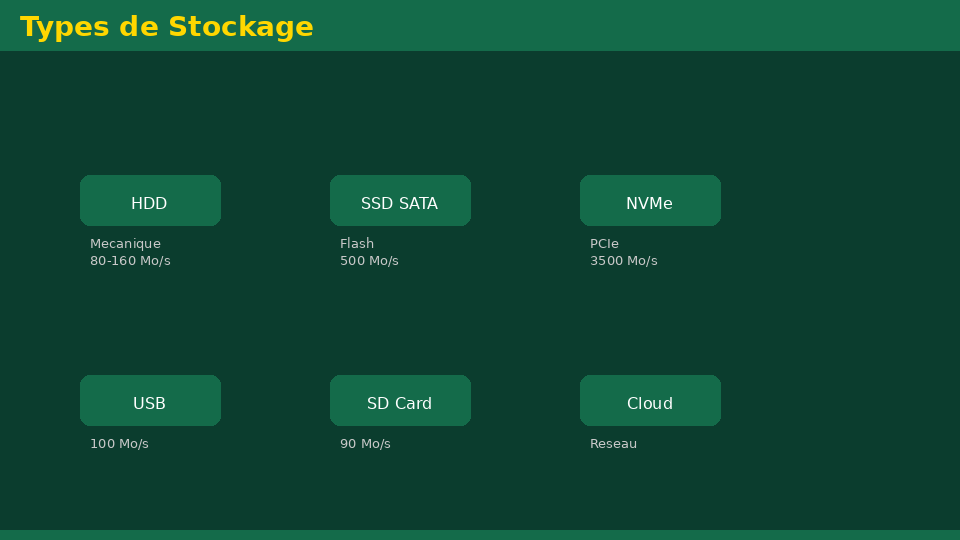 Types de Stockage
HDD
Mecanique
80-160 Mo/s
SSD SATA
Flash
500 Mo/s
NVMe
PCIe
3500 Mo/s
USB
100 Mo/s
SD Card
90 Mo/s
Cloud
Reseau